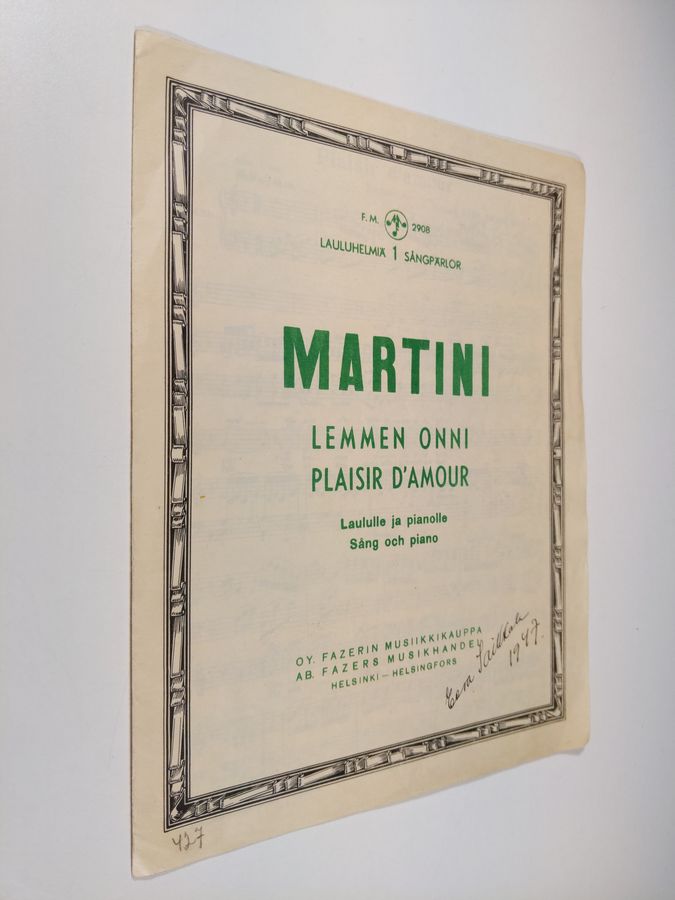 F. M. 2908
LAULUHELMIÄ 1 SÅNGPÄRLOR
MARTINI
LEMMEN ONNI
PLAISIR D'AMOUR
Laululle ja pianolle
Sång och piano
OY. FAZERIN MUSIIKKIKAUPPA
AB. FAZERS MUSIKHANDEL
HELSINKI — HELSINGFORS
Eeva
1947.
427